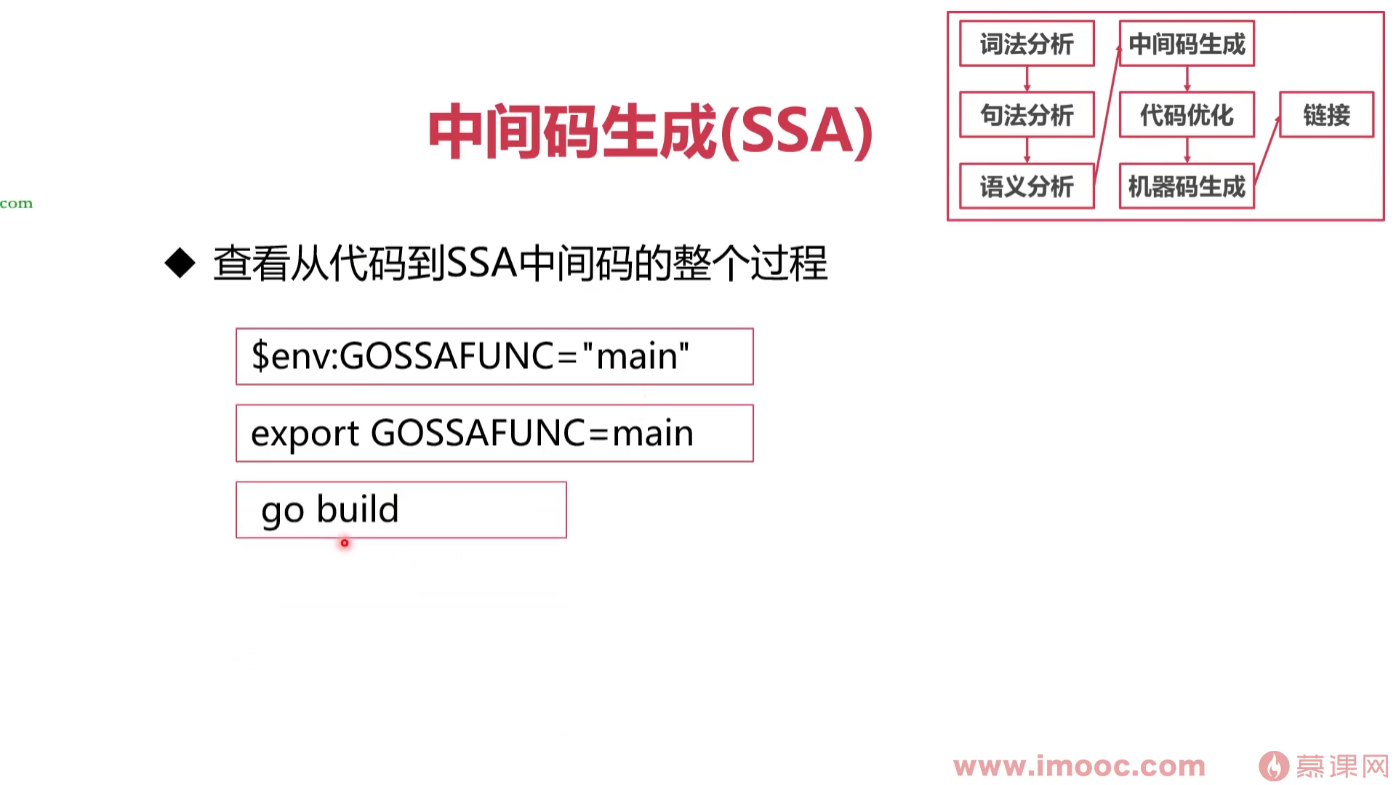 词法分析
中间码生成
句法分析
代码优化
链接
语义分析
机器码生成
中间码生成(SSA)
com
查看从代码到SSA中间码的整个过程
$env:GOSSAFUNC="main"
export GOSSAFUNC=main
go build
www.imooc.com
慕课网